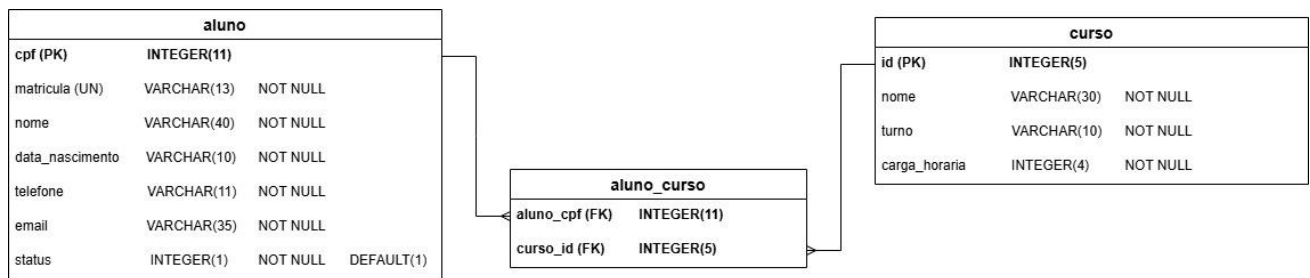 aluno
cpf (PK) INTEGER(11)
matricula (UN) VARCHAR(13) NOT NULL
nome VARCHAR(40) NOT NULL
data_nascimento VARCHAR(10) NOT NULL
telefone VARCHAR(11) NOT NULL
email VARCHAR(35) NOT NULL
status INTEGER(1) NOT NULL DEFAULT(1)
aluno_curso
aluno_cpf (FK) INTEGER(11)
curso_id (FK) INTEGER(5)
curso
id (PK) INTEGER(5)
nome VARCHAR(30) NOT NULL
turno VARCHAR(10) NOT NULL
carga_horaria INTEGER(4) NOT NULL